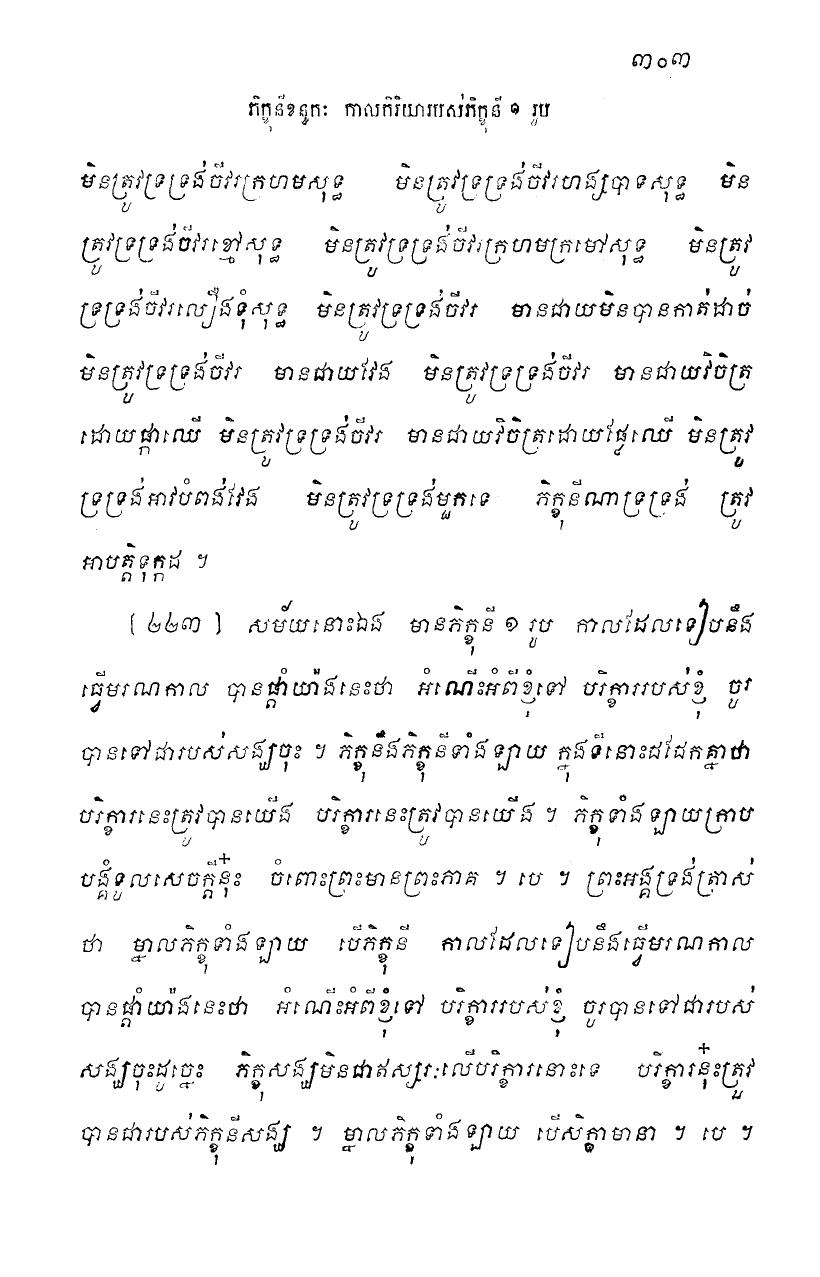 ៣០៣
ភិក្ខុនីខន្ធកៈ កាលកិរិយារបស់ភិក្ខុនី ១ រូប
មិនត្រូវទ្រទ្រង់ចីវរក្រហមសុទ្ធ មិនត្រូវទ្រទ្រង់ចីវរហង្សបាទសុទ្ធ មិន
ត្រូវទ្រទ្រង់ចីវរខ្មៅសុទ្ធ មិនត្រូវទ្រទ្រង់ចីវរក្រហមក្រមៅសុទ្ធ មិនត្រូវ
ទ្រទ្រង់ចីវរលឿងទុំសុទ្ធ មិនត្រូវទ្រទ្រង់ចីវរ មានជាយមិនបានកាត់ដាច់
មិនត្រូវទ្រទ្រង់ចីវរ មានជាយវែង មិនត្រូវទ្រទ្រង់ចីវរ មានជាយវិចិត្រ
ដោយផ្កាឈើ មិនត្រូវទ្រទ្រង់ចីវរ មានជាយវិចិត្រដោយផ្លែឈើ មិនត្រូវ
ទ្រទ្រង់អាវបំពង់វែង មិនត្រូវទ្រទ្រង់មួកទេ ភិក្ខុនីណាទ្រទ្រង់ ត្រូវ
អាបត្តិទុក្កដ ។
[ ២២៣ ] សម័យនោះឯង មានភិក្ខុនី ១ រូប កាលដែលទៀបនឹង
ធ្វើមរណកាល បានផ្តាំយ៉ាងនេះថា អំណើះអំពីខ្ញុំទៅ បរិក្ខាររបស់ខ្ញុំ ចូរ
បានទៅជារបស់សង្ឃចុះ ។ ភិក្ខុនឹងភិក្ខុនីទាំងឡាយ ក្នុងទីនោះដដែកគ្នាថា
បរិក្ខារនេះត្រូវបានយើង បរិក្ខារនេះត្រូវបានយើង ។ ភិក្ខុទាំងឡាយក្រាប
បង្គំទូលសេចក្តីនុ៎ះ ចំពោះព្រះមានព្រះភាគ ។ បេ ។ ព្រះអង្គទ្រង់ត្រាស់
ថា ម្នាលភិក្ខុទាំងឡាយ បើភិក្ខុនី កាលដែលទៀបនឹងធ្វើមរណកាល
បានផ្តាំយ៉ាងនេះថា អំណើះអំពីខ្ញុំទៅ បរិក្ខាររបស់ខ្ញុំ ចូរបានទៅជារបស់
សង្ឃចុះដូច្នេះ ភិក្ខុសង្ឃមិនជាឥស្សរៈលើបរិក្ខារនោះទេ បរិក្ខារនុ៎ះត្រូវ
បានជារបស់ភិក្ខុនីសង្ឃ ។ ម្នាលភិក្ខុទាំងឡាយ បើសិក្ខមានា ។ បេ ។